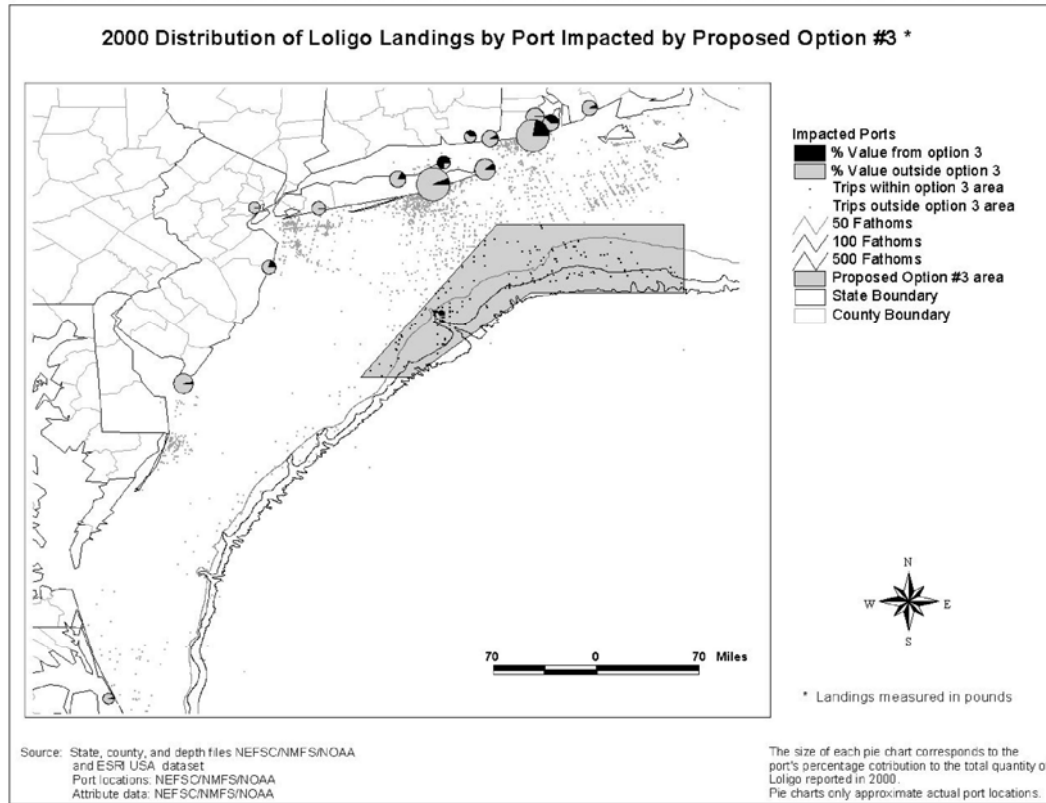 2000 Distribution of Loligo Landings by Port Impacted by Proposed Option #3 *
Impacted Ports
% Value from option 3
% Value outside option 3
Trips within option 3 area
Trips outside option 3 area
50 Fathoms
100 Fathoms
500 Fathoms
Proposed Option #3 area
State Boundary
County Boundary
N
W E
S
70 0 70 Miles
* Landings measured in pounds
Source: State, county, and depth files NEFSC/NMFS/NOAA
and ESRI USA dataset
Port locations: NEFSC/NMFS/NOAA
Attribute data: NEFSC/NMFS/NOAA
The size of each pie chart corresponds to the
port's percentage cotribution to the total quantity o
Loligo reported in 2000.
Pie charts only approximate actual port locations.